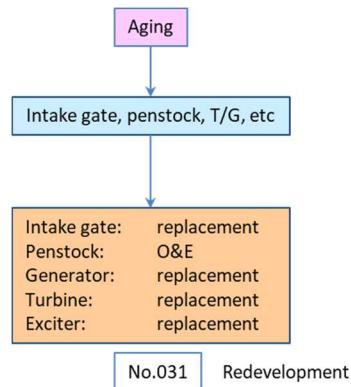 Aging
Intake gate, penstock, T/G, etc
Intake gate: replacement
Penstock: O&E
Generator: replacement
Turbine: replacement
Exciter: replacement
No.031 Redevelopment